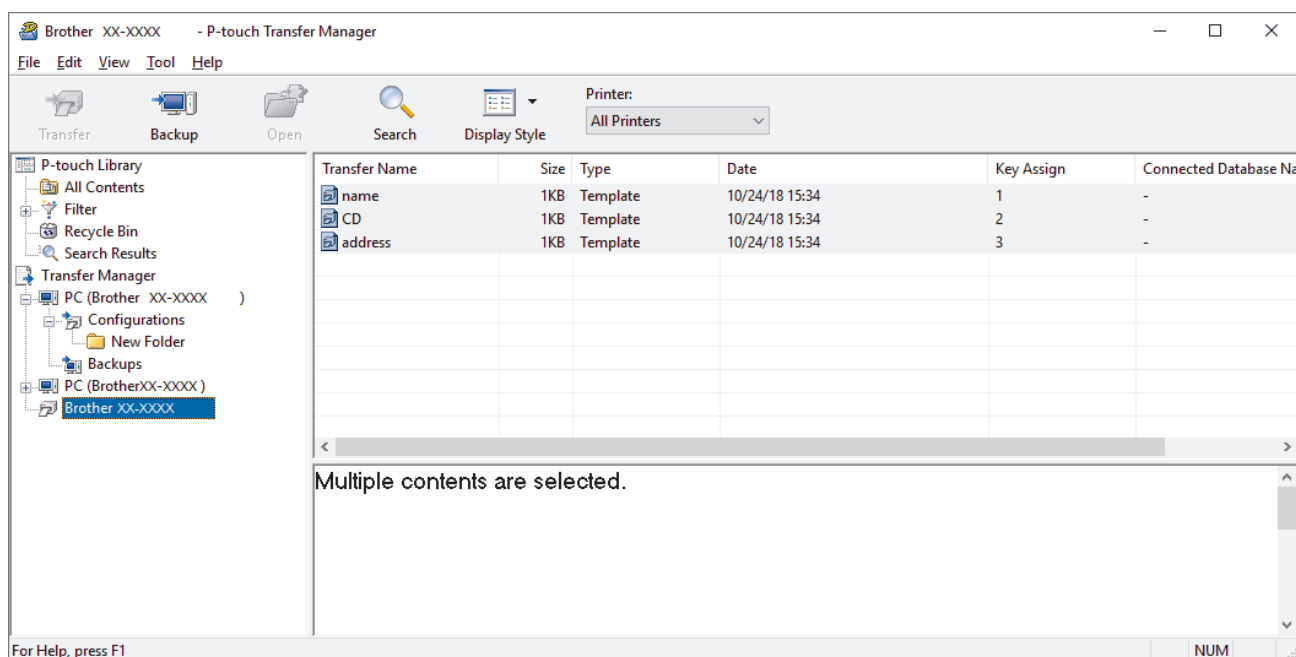 Brother XX-XXXX - P-touch Transfer Manager
File Edit View Tool Help
Transfer Backup Open Search Display Style
Printer:
All Printers
P-touch Library
All Contents
Filter
Recycle Bin
Search Results
Transfer Manager
PC (Brother XX-XXXX )
Configurations
New Folder
Backups
PC (BrotherXX-XXXX )
Brother XX-XXXX
Transfer Name Size Type Date Key Assign Connected Database Na
name 1KB Template 10/24/18 15:34 1 -
CD 1KB Template 10/24/18 15:34 2 -
address 1KB Template 10/24/18 15:34 3 -
Multiple contents are selected.
For Help, press F1 NUM